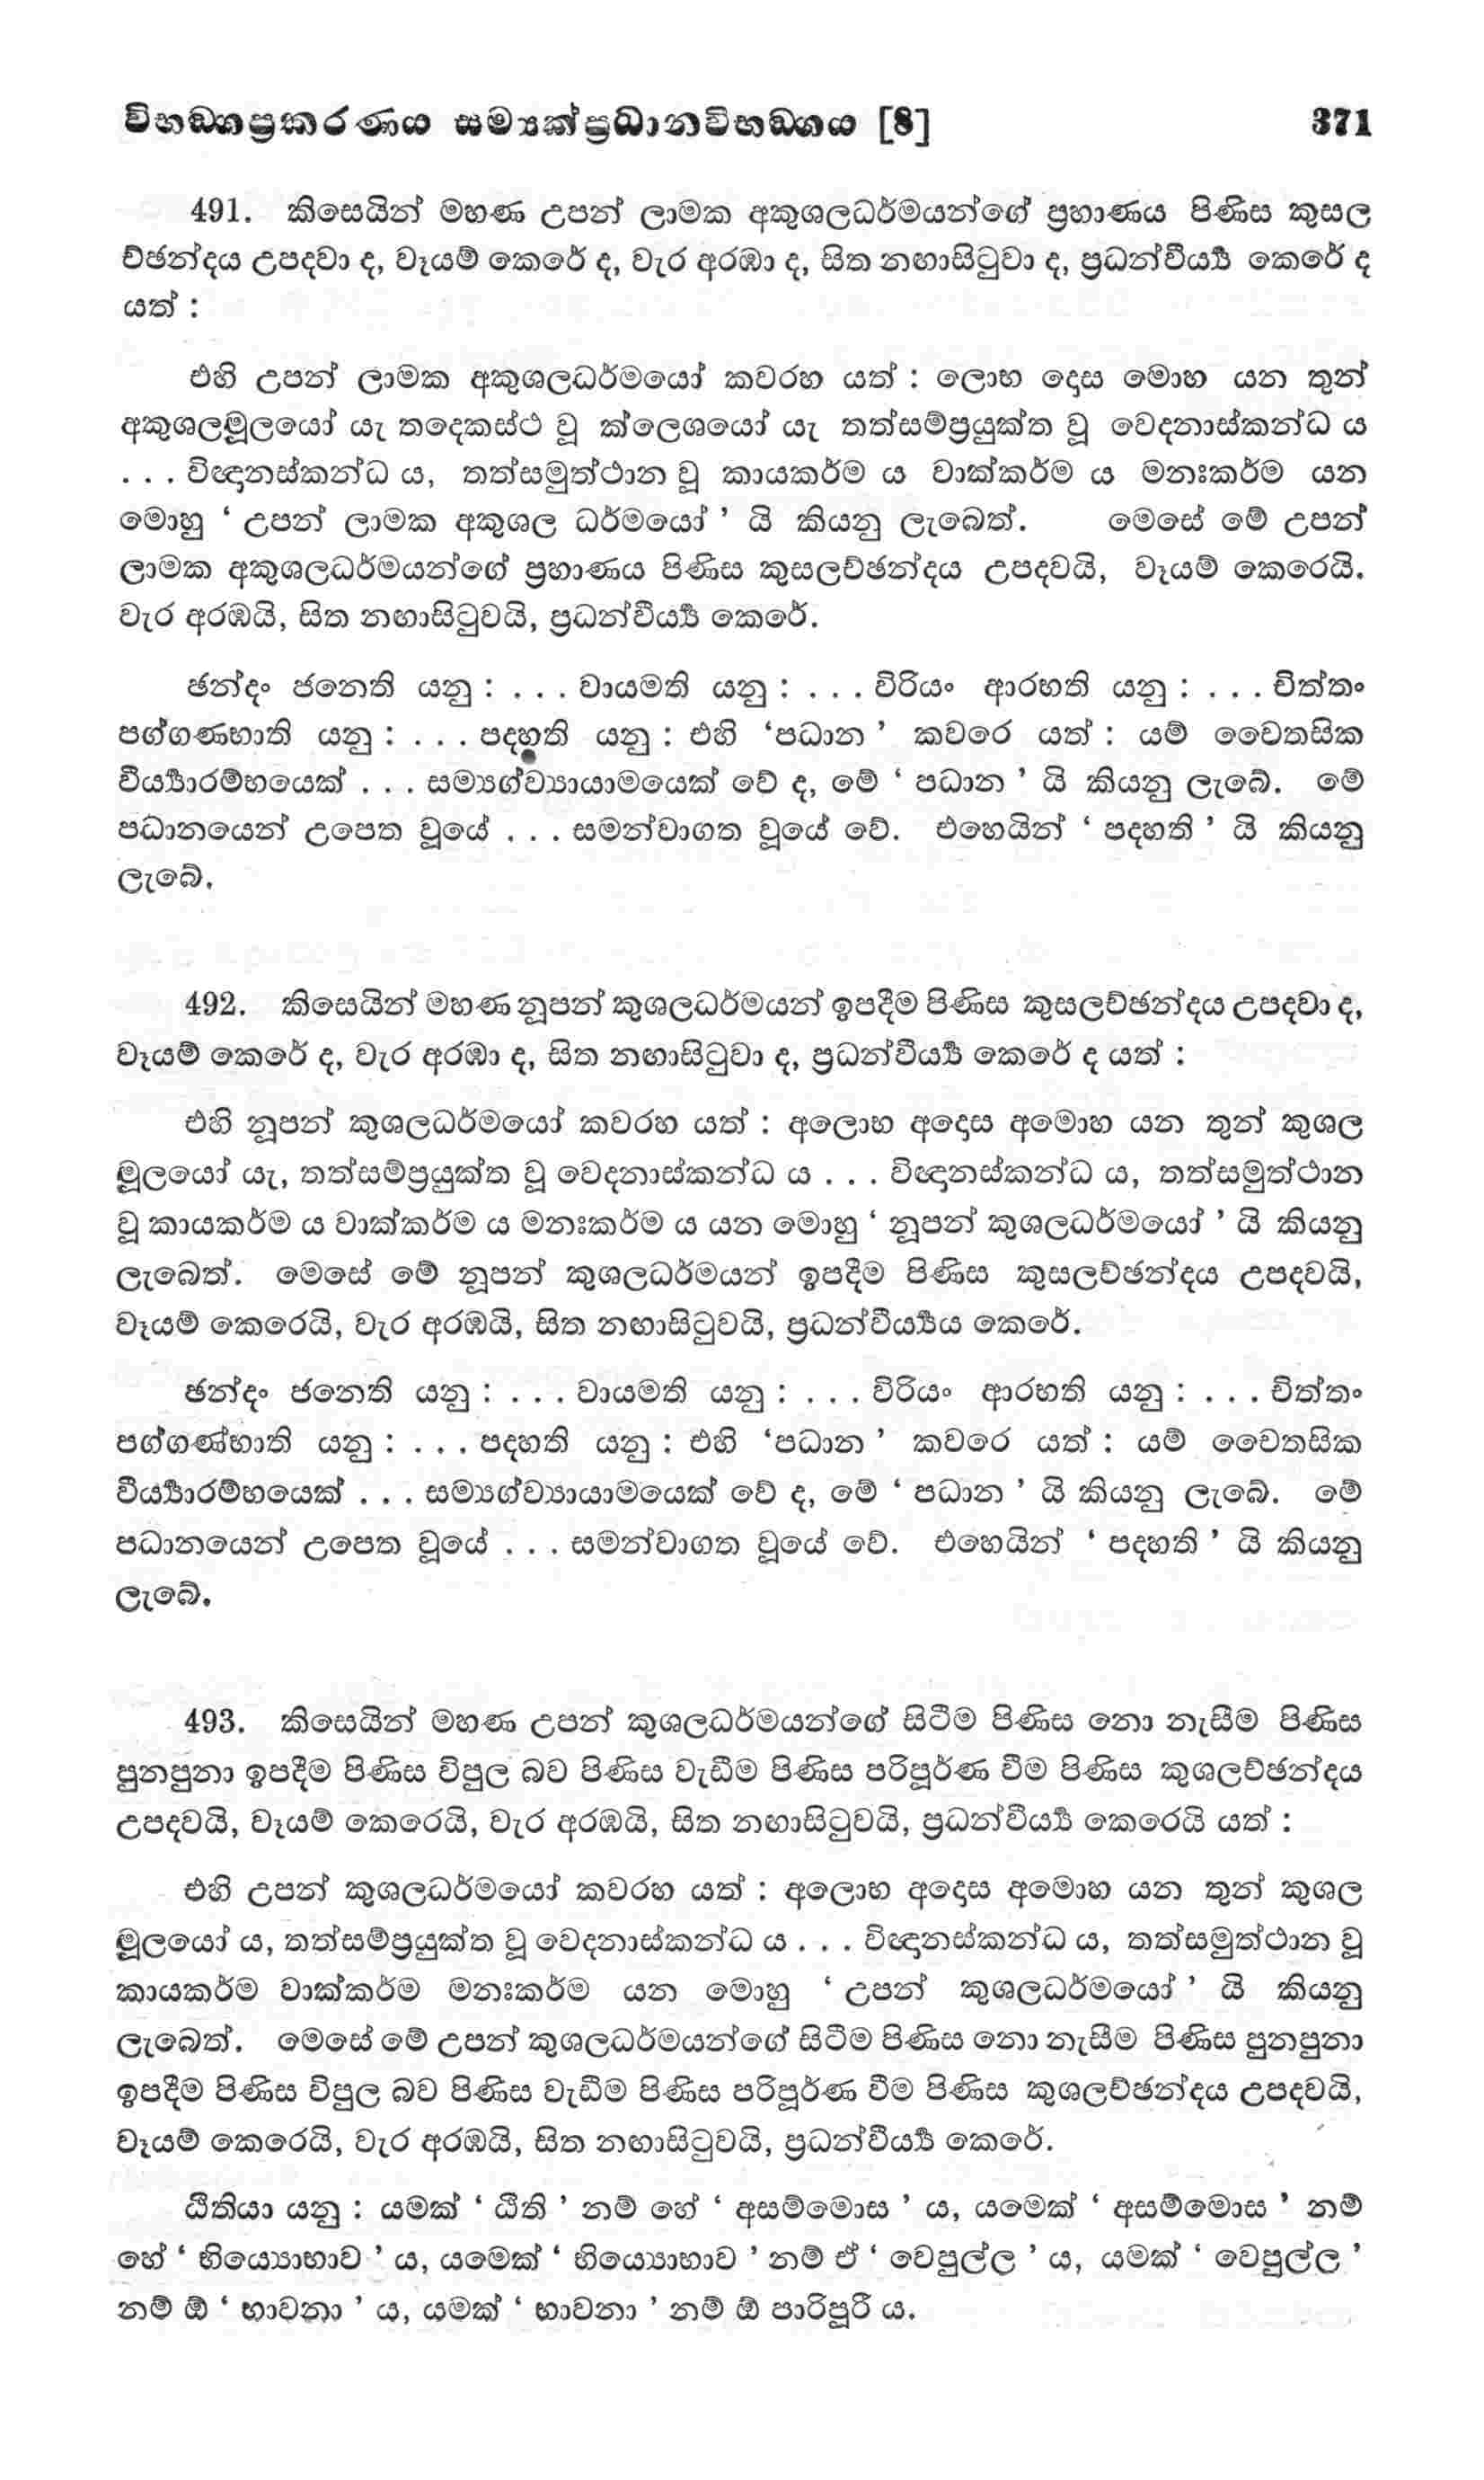 විභඞ්ගප්‍රකරණය සම්‍යක්ප්‍රධානවිභඞ්ගය [8] 371
491. කිසෙයින් මහණ උපන් ලාමක අකුශලධර්මයන්ගේ ප්‍රහාණය පිණිස කුසල
ච්ඡන්දය උපදවා ද, වෑයම් කෙරේ ද, වැර අරඹා ද, සිත නඟාසිටුවා ද, ප්‍රධන්වීර්‍ය්‍ය කෙරේ ද
යත් :
එහි උපන් ලාමක අකුශලධර්මයෝ කවරහ යත් : ලොභ දොස මොහ යන තුන්
අකුශලමූලයෝ යැ තදෙකස්ථ වූ ක්ලෙශයෝ යැ තත්සම්ප්‍රයුක්ත වූ වෙදනාස්කන්ධ ය
. . . විඥානස්කන්ධ ය, තත්සමුත්ථාන වූ කායකර්ම ය වාක්කර්ම ය මනඃකර්ම යන
මොහු ‘ උපන් ලාමක අකුශල ධර්මයෝ ’ යි කියනු ලැබෙත්. මෙසේ මේ උපන්
ලාමක අකුශලධර්මයන්ගේ ප්‍රහාණය පිණිස කුසලච්ඡන්දය උපදවයි, වෑයම් කෙරෙයි.
වැර අරඹයි, සිත නඟාසිටුවයි, ප්‍රධන්වීර්‍ය්‍ය කෙරේ.
ඡන්දං ජනෙති යනු : . . . වායමති යනු : . . . විරියං ආරභති යනු : . . . චිත්තං
පග්ගණහාති යනු : . . . පදහති යනු : එහි ‘පධාන ’ කවරෙ යත් : යම් චෛතසික
වීර්‍ය්‍යාරම්භයෙක් . . . සම්‍යග්ව්‍යායාමයෙක් වේ ද, මේ ‘ පධාන ’ යි කියනු ලැබේ. මේ
පධානයෙන් උපෙත වූයේ . . . සමන්වාගත වූයේ වේ. එහෙයින් ‘ පදහති ’ යි කියනු
ලැබේ.
492. කිසෙයින් මහණ නූපන් කුශලධර්මයන් ඉපදීම පිණිස කුසලච්ඡන්දය උපදවා ද,
වෑයම් කෙරේ ද, වැර අරඹා ද, සිත නඟාසිටුවා ද, ප්‍රධන්වීර්‍ය්‍ය කෙරේ ද යත් :
එහි නූපන් කුශලධර්මයෝ කවරහ යත් : අලොභ අදොස අමොහ යන තුන් කුශල
මූලයෝ යැ, තත්සම්ප්‍රයුක්ත වූ වෙදනාස්කන්ධ ය . . . විඥානස්කන්ධ ය, තත්සමුත්ථාන
වූ කායකර්ම ය වාක්කර්ම ය මනඃකර්ම ය යන මොහු ‘ නූපන් කුශලධර්මයෝ ’ යි කියනු
ලැබෙත්. මෙසේ මේ නූපන් කුශලධර්මයන් ඉපදීම පිණිස කුසලච්ඡන්දය උපදවයි,
වෑයම් කෙරෙයි, වැර අරඹයි, සිත නඟාසිටුවයි, ප්‍රධන්වීර්‍ය්‍යය කෙරේ.
ඡන්දං ජනෙති යනු : . . . වායමති යනු : . . . විරියං ආරභති යනු : . . . චිත්තං
පග්ගණ්හාති යනු : . . . පදහති යනු : එහි ‘පධාන ’ කවරෙ යත් : යම් චෛතසික
වීර්‍ය්‍යාරම්භයෙක් . . . සම්‍යග්ව්‍යායාමයෙක් වේ ද, මේ ‘ පධාන ’ යි කියනු ලැබේ. මේ
පධානයෙන් උපෙත වූයේ . . . සමන්වාගත වූයේ වේ. එහෙයින් ‘ පදහති ’ යි කියනු
ලැබේ.
493. කිසෙයින් මහණ උපන් කුශලධර්මයන්ගේ සිටීම පිණිස නො නැසීම පිණිස
පුනපුනා ඉපදීම පිණිස විපුල බව පිණිස වැඩීම පිණිස පරිපූර්ණ වීම පිණිස කුශලච්ඡන්දය
උපදවයි, වෑයම් කෙරෙයි, වැර අරඹයි, සිත නඟාසිටුවයි, ප්‍රධන්වීර්‍ය්‍ය කෙරෙයි යත් :
එහි උපන් කුශලධර්මයෝ කවරහ යත් : අලොභ අදොස අමොහ යන තුන් කුශල
මූලයෝ ය, තත්සම්ප්‍රයුක්ත වූ වෙදනාස්කන්ධ ය . . . විඥානස්කන්ධ ය, තත්සමුත්ථාන වූ
කායකර්ම වාක්කර්ම මනඃකර්ම යන මොහු ‘ උපන් කුශලධර්මයෝ ’ යි කියනු
ලැබෙත්. මෙසේ මේ උපන් කුශලධර්මයන්ගේ සිටීම පිණිස නො නැසීම පිණිස පුනපුනා
ඉපදීම පිණිස විපුල බව පිණිස වැඩීම පිණිස පරිපූර්ණ වීම පිණිස කුශලච්ඡන්දය උපදවයි,
වෑයම් කෙරෙයි, වැර අරඹයි, සිත නඟාසිටුවයි, ප්‍රධන්වීර්‍ය්‍ය කෙරේ.
ඨිතියා යනු : යමක් ‘ ඨිති ’ නම් හේ ‘ අසම්මොස ’ ය, යමෙක් ‘ අසම්මොස ’ නම්
හේ ‘ භිය්‍යොභාව ’ ය, යමෙක් ‘ භිය්‍යොභාව ’ නම් ඒ ‘ වෙපුල්ල ’ ය, යමක් ‘ වෙපුල්ල ’
නම් ඕ ‘ භාවනා ’ ය, යමක් ‘ භාවනා ’ නම් ඕ පාරිපූරි ය.